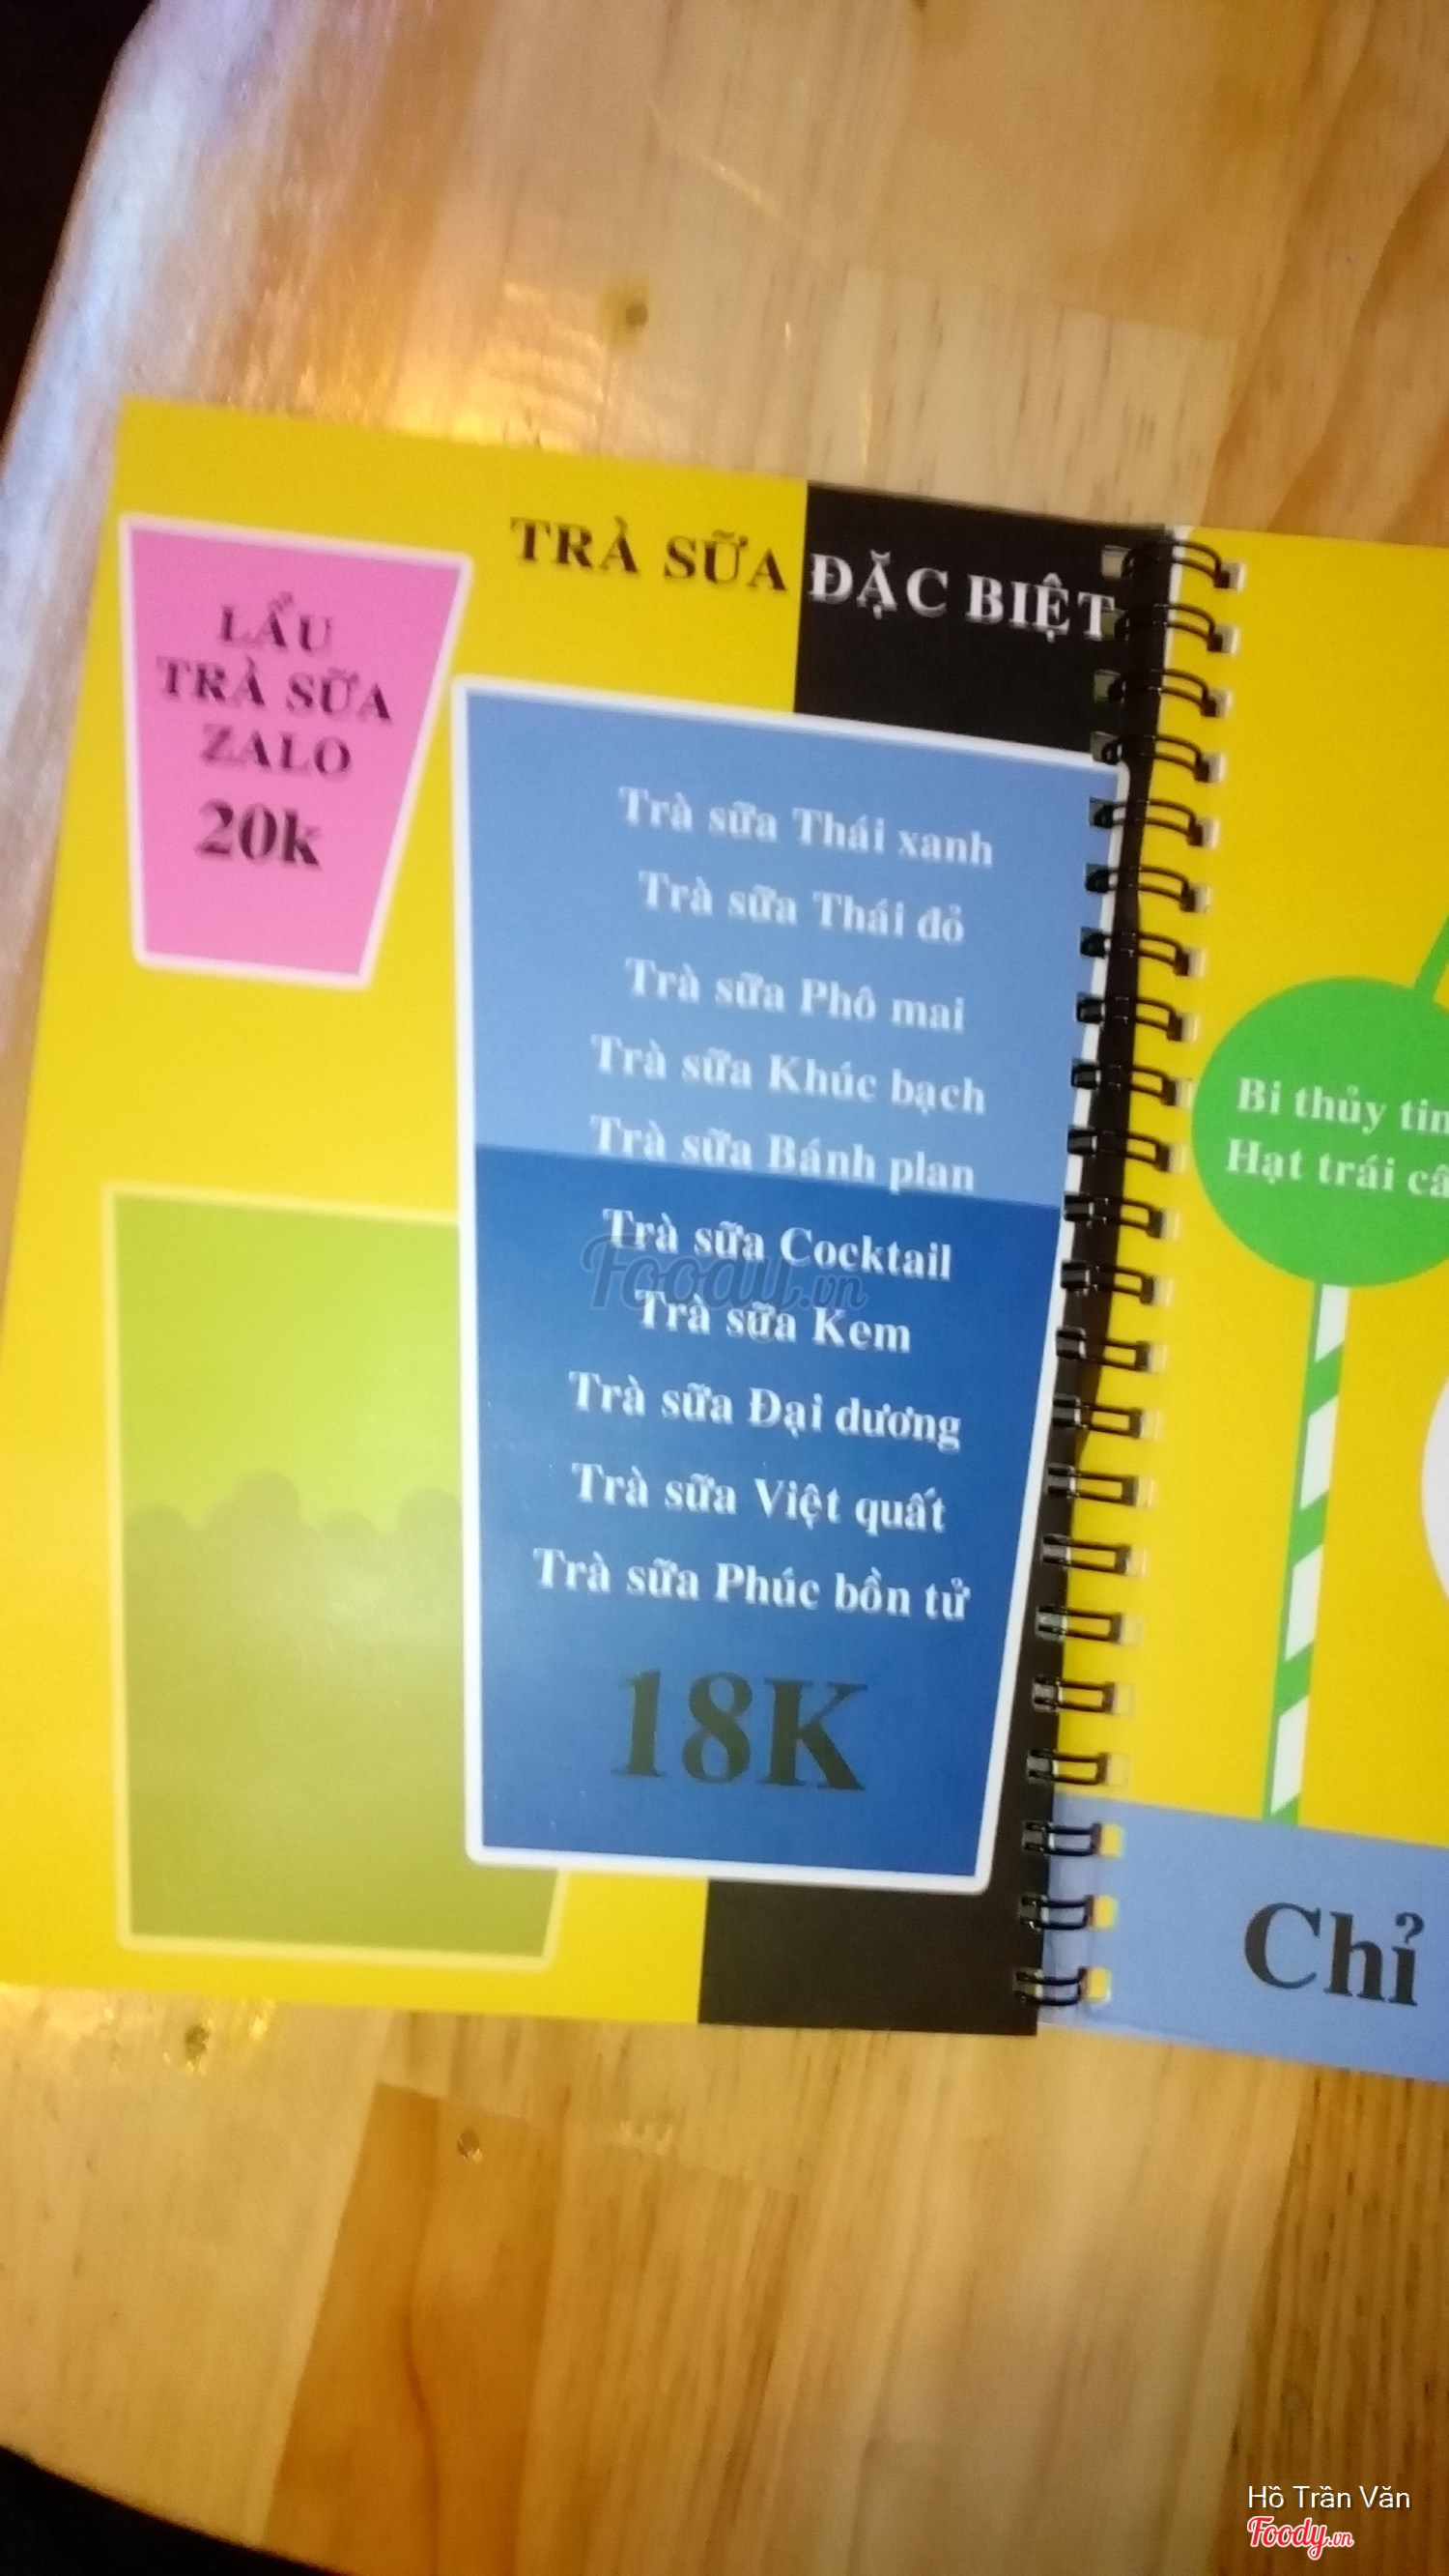 TRÀ SỮA ĐẶC BIỆT
LẨU
TRÀ SỮA
ZALO
20k
Trà sữa Thái xanh
Trà sữa Thái đỏ
Trà sữa Phô mai
Trà sữa Khúc bạch
Trà sữa Bánh plan
Trà sữa Cocktail
Trà sữa Kem
Trà sữa Đại dương
Trà sữa Việt quất
Trà sữa Phúc bồn tử
18K
Bi thủy tin
Hạt trái câ
Chỉ
Foody.vn
Hồ Trần Văn
Foody.vn